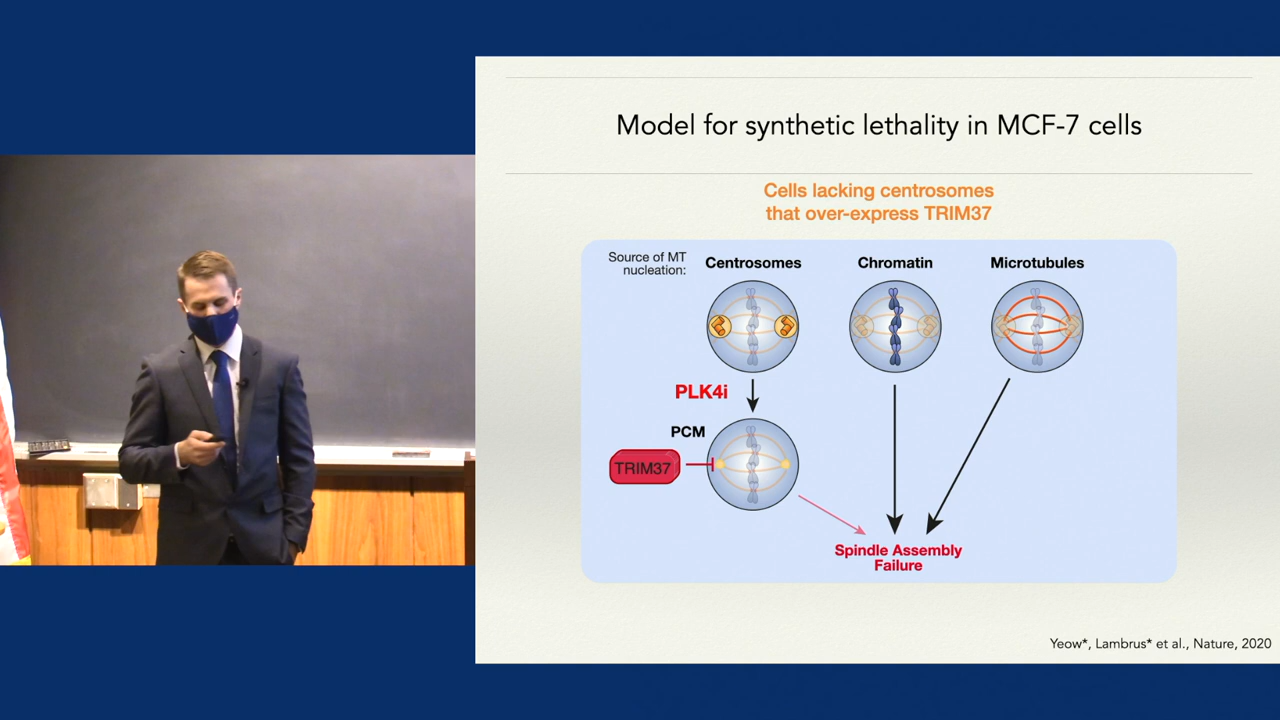 Model for synthetic lethality in MCF-7 cells
Cells lacking centrosomes
that over-express TRIM37
Source of MT
nucleation:
Centrosomes
Chromatin
Microtubules
PLK4i
PCM
TRIM37
Spindle Assembly
Failure
Yeow*, Lambrus* et al., Nature, 2020